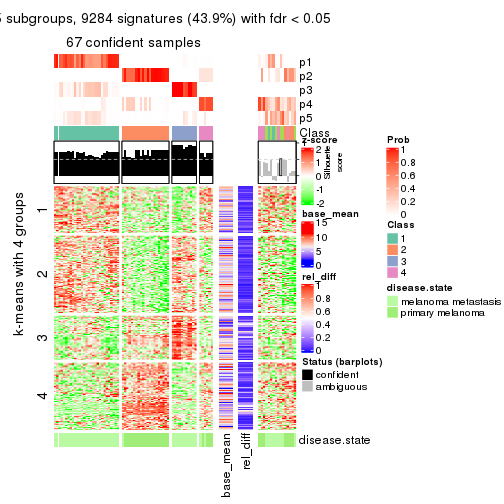 5 subgroups, 9284 signatures (43.9%) with fdr < 0.05
67 confident samples
p1
p2
p3
p4
p5
Class
Silhouette
score
k-means with 4 groups
1
2
3
4
base_mean
rel_diff
disease.state
z-score
2
1
0
-1
-2
base_mean
15
10
5
0
rel_diff
1
0.8
0.6
0.4
0.2
0
Status (barplots)
confident
ambiguous
Prob
1
0.8
0.6
0.4
0.2
0
Class
1
2
3
4
disease.state
melanoma metastasis
primary melanoma